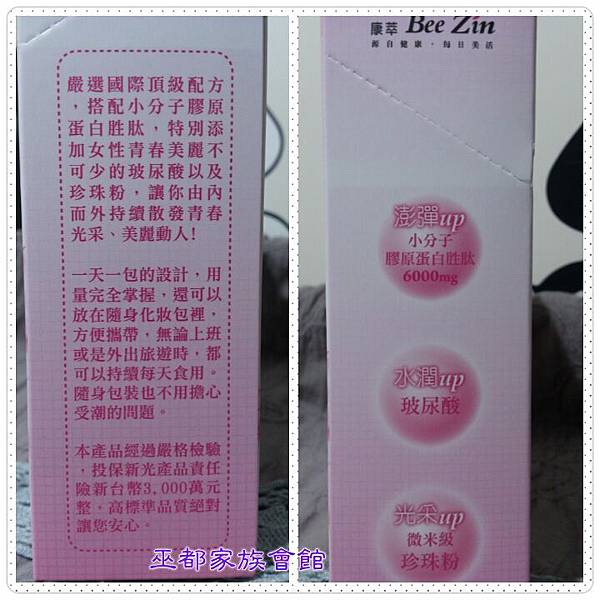 嚴選國際頂級配方
，搭配小分子膠原
蛋白胜肽，特別添
加女性青春美麗不
可少的玻尿酸以及
珍珠粉，讓你由內
而外持續散發青春
光采、美麗動人!
一天一包的設計，用
量完全掌握，還可以
放在隨身化妝包裡，
方便攜帶，無論上班
或是外出旅遊時，都
可以持續每天食用。
隨身包裝也不用擔心
受潮的問題。
本產品經過嚴格檢驗
，投保新光產品責任
險新台幣3,000萬元
整，高標準品質絕對
讓您安心。
康萃 Bee Zin
源自健康，每日美活
澎彈up
小分子
膠原蛋白胜肽
6000mg
水潤up
玻尿酸
光采up
微米級
珍珠粉
巫都家族會館